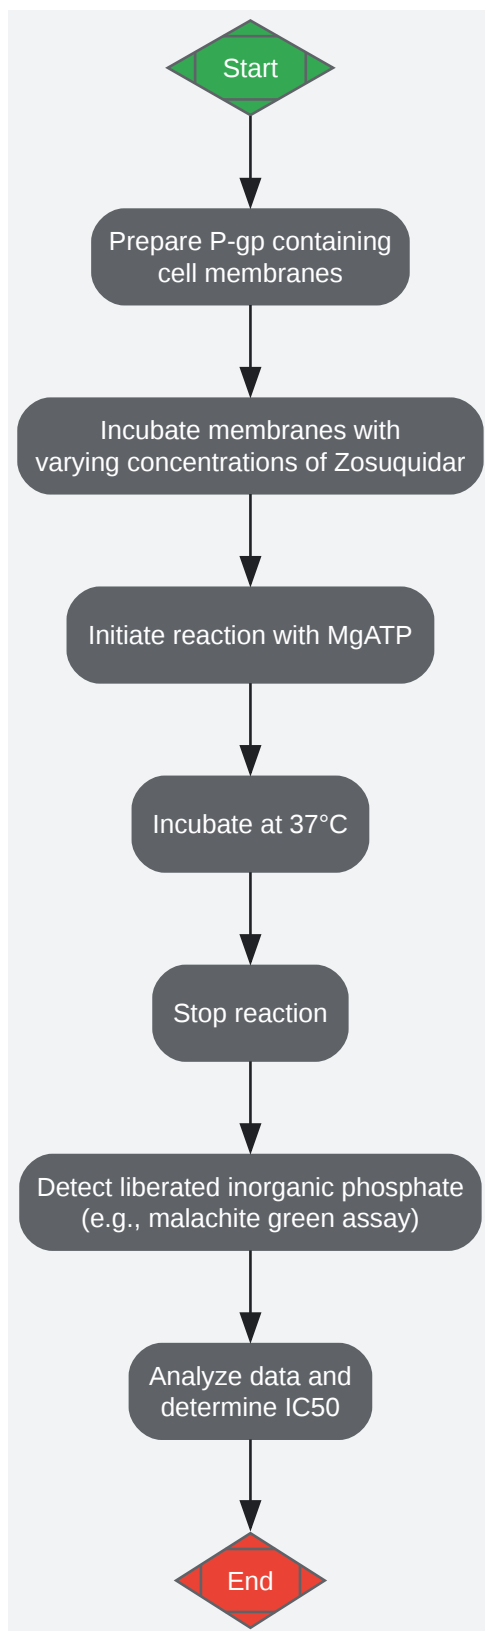 Start
Prepare P-gp containing
cell membranes
Incubate membranes with
varying concentrations of Zosuquidar
Initiate reaction with MgATP
Incubate at 37°C
Stop reaction
Detect liberated inorganic phosphate
(e.g., malachite green assay)
Analyze data and
determine IC50
End